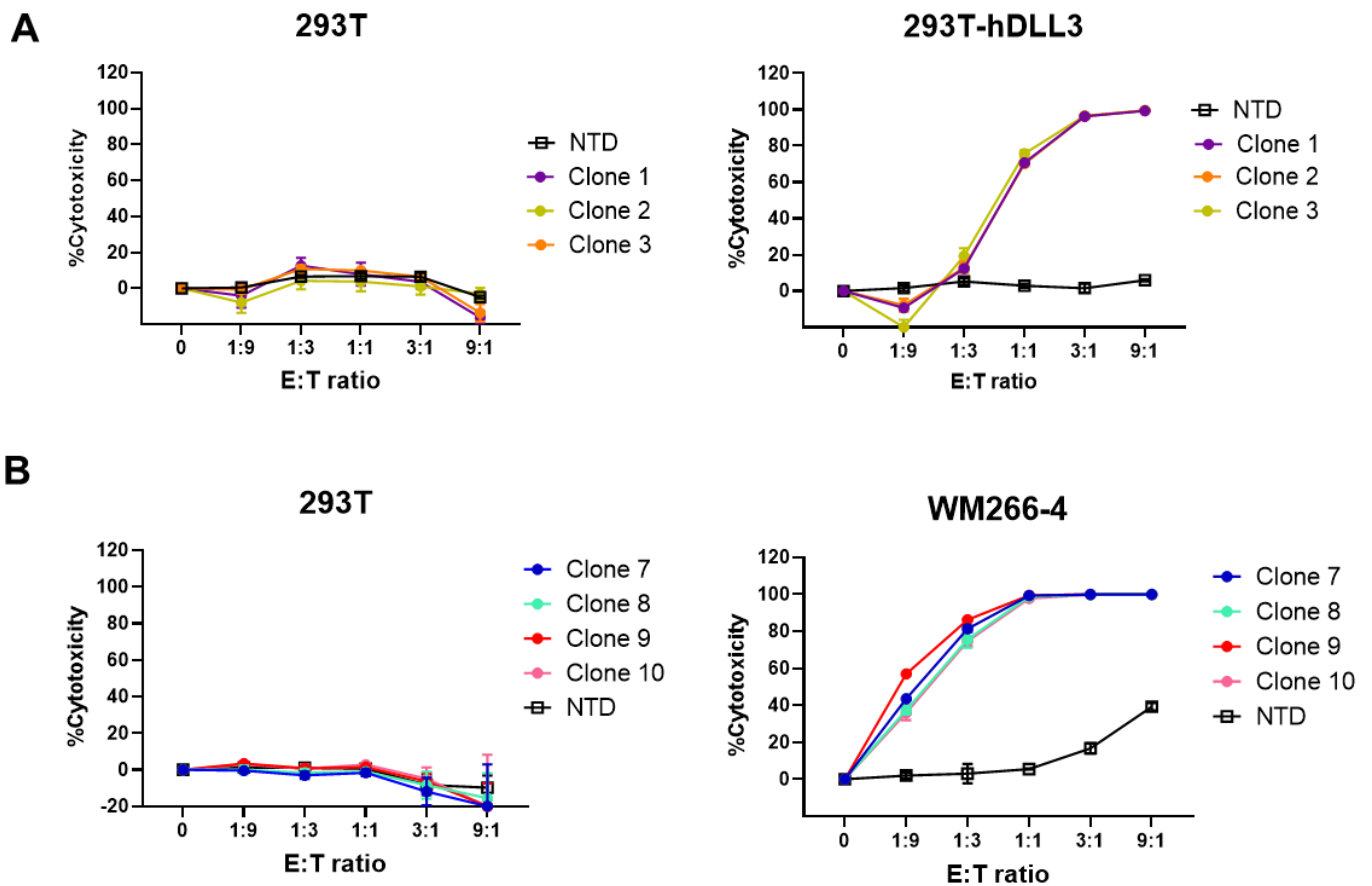 A
293T
%Cytotoxicity
120
100
80
60
40
20
0
0 1:9 1:3 1:1 3:1 9:1
E:T ratio
NTD
Clone 1
Clone 2
Clone 3
293T-hDLL3
%Cytotoxicity
120
100
80
60
40
20
0
0 1:9 1:3 1:1 3:1 9:1
E:T ratio
NTD
Clone 1
Clone 2
Clone 3
B
293T
%Cytotoxicity
120
100
80
60
40
20
0
-20
0 1:9 1:3 1:1 3:1 9:1
E:T ratio
Clone 7
Clone 8
Clone 9
Clone 10
NTD
WM266-4
%Cytotoxicity
120
100
80
60
40
20
0
0 1:9 1:3 1:1 3:1 9:1
E:T ratio
Clone 7
Clone 8
Clone 9
Clone 10
NTD